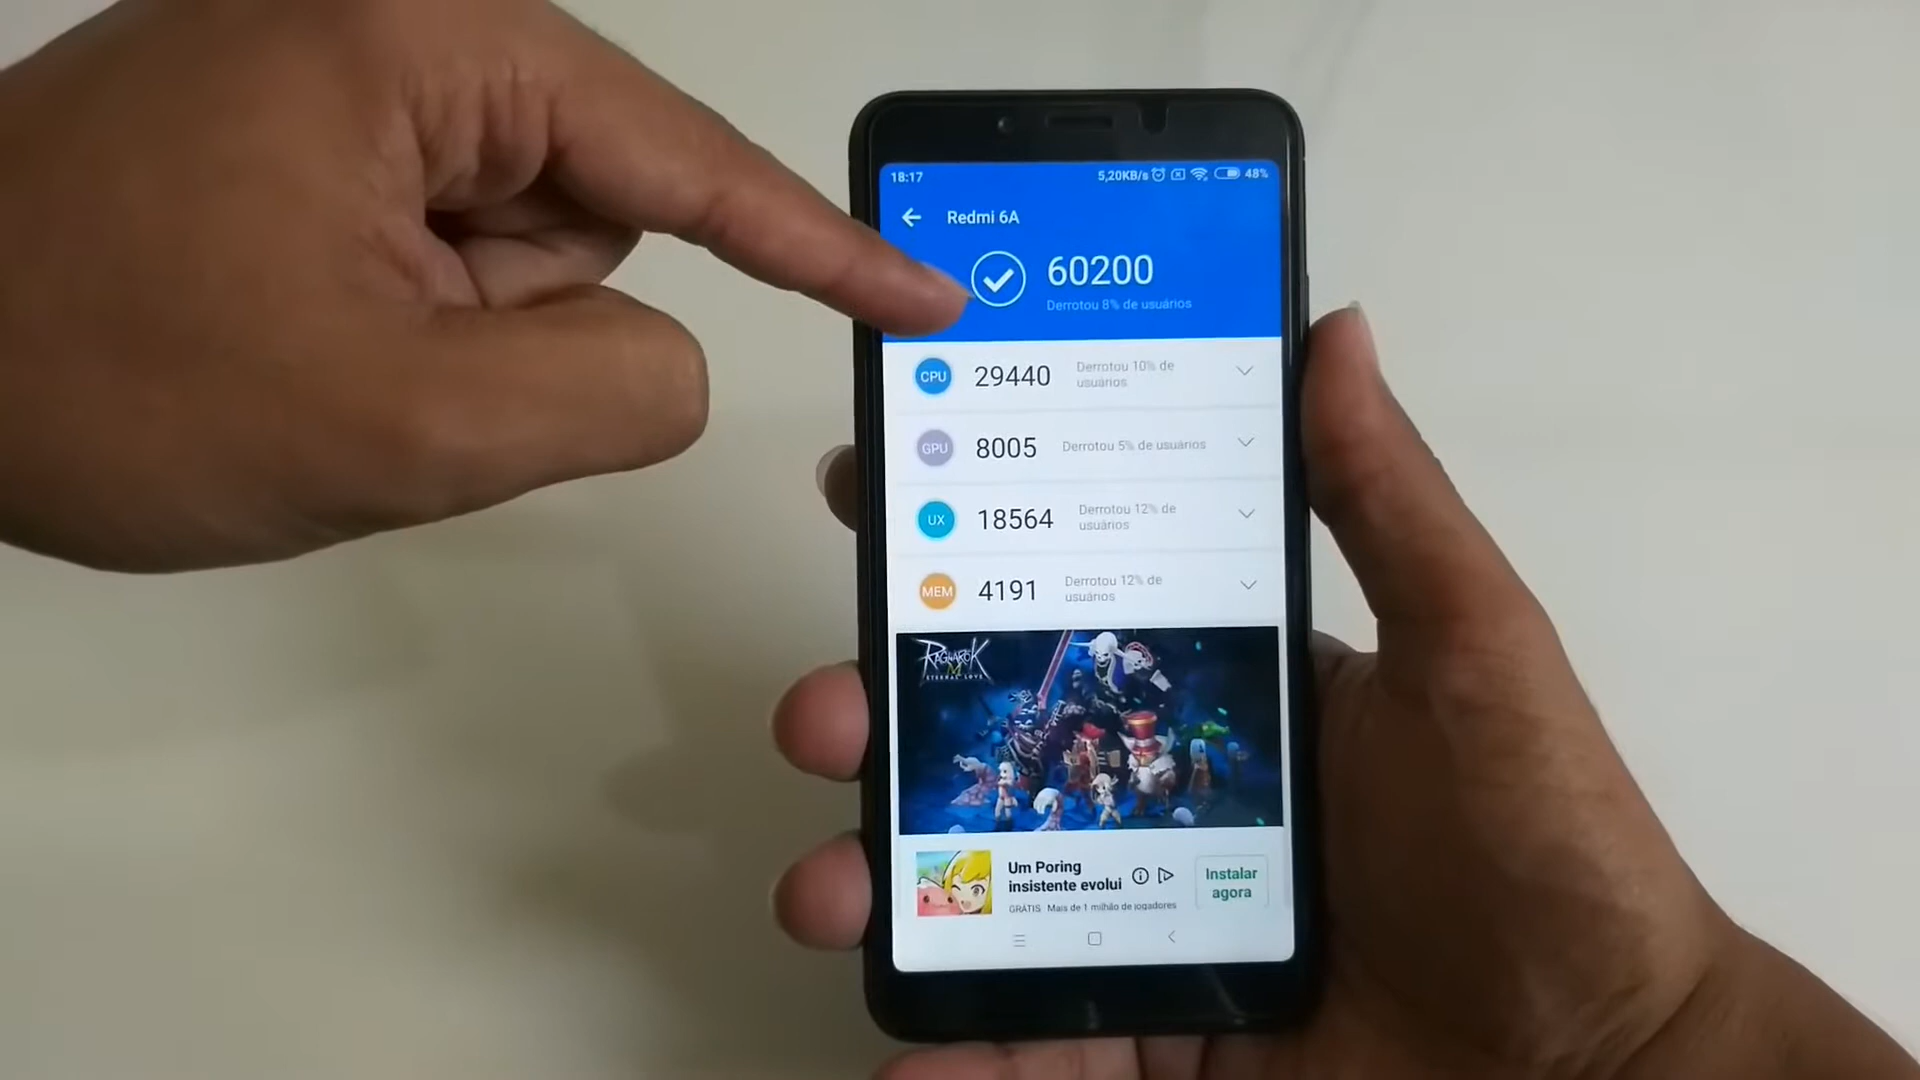 18:17 5,20KB/s 48%
Redmi 6A
60200
Derrotou 8% de usuários
CPU 29440 Derrotou 10% de
usuários
GPU 8005 Derrotou 5% de usuários
UX 18564 Derrotou 12% de
usuários
MEM 4191 Derrotou 12% de
usuários
RAGNAROK
M
ETERNAL LOVE
Um Poring
insistente evolui
GRÁTIS Mais de 1 milhão de jogadores
Instalar
agora